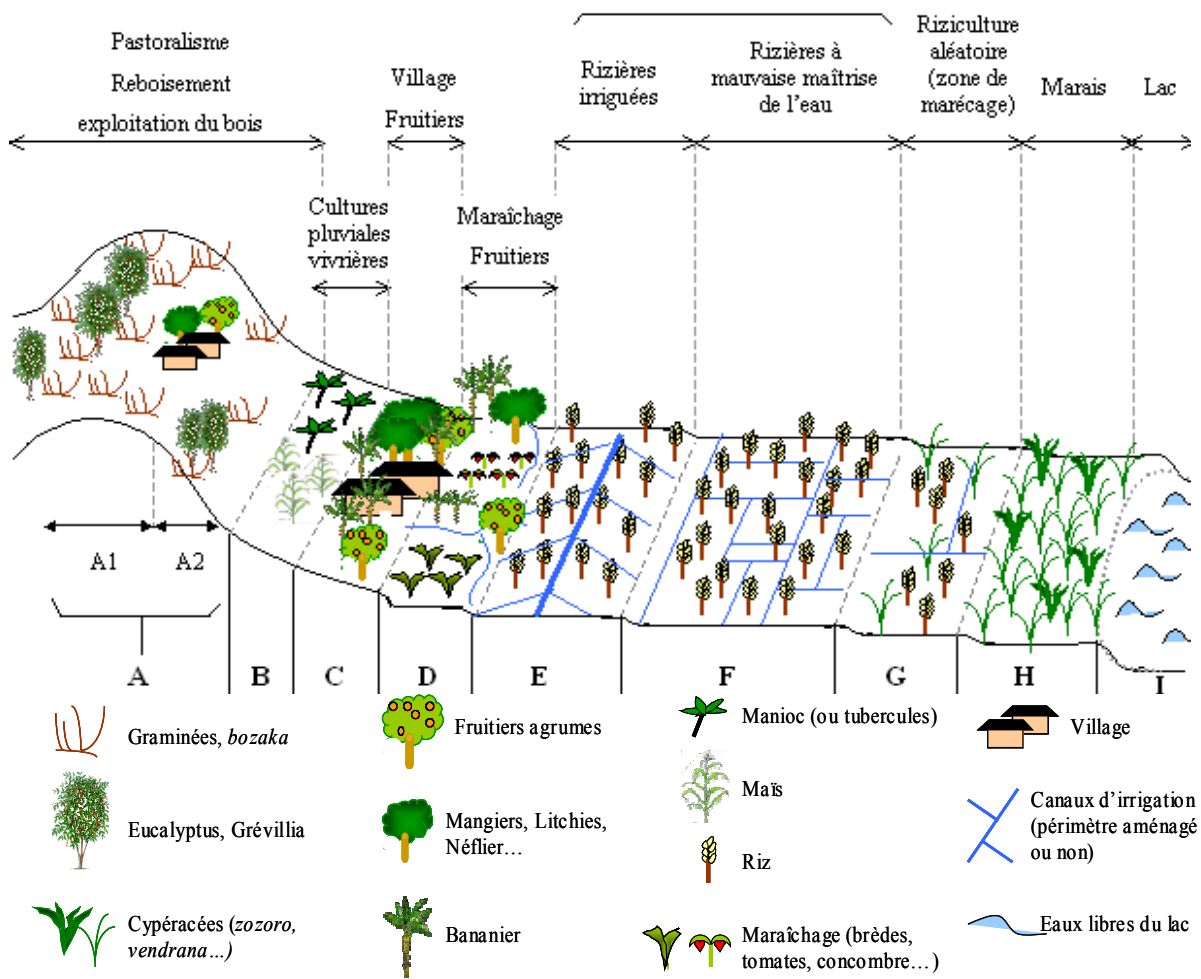 Pastoralisme
Reboisement
exploitation du bois
Village
Fruitiers
Rizières
irriguées
Rizières à
mauvaise maîtrise
de l'eau
Riziculture
aléatoire
(zone de
marécage)
Marais
Lac
Cultures
pluviales
vivrières
Maraîchage
Fruitiers
A1
A2
A
B
C
D
E
F
G
H
I
Graminées, bozaka
Eucalyptus, Grévillia
Cypéracées (zozoro,
vendrana...)
Fruitiers agrumes
Mangiers, Litchies,
Néflier…
Bananier
Manioc (ou tubercules)
Maïs
Riz
Maraîchage (brèdes,
tomates, concombre…)
Village
Canaux d'irrigation
(périmètre aménagé
ou non)
Eaux libres du lac